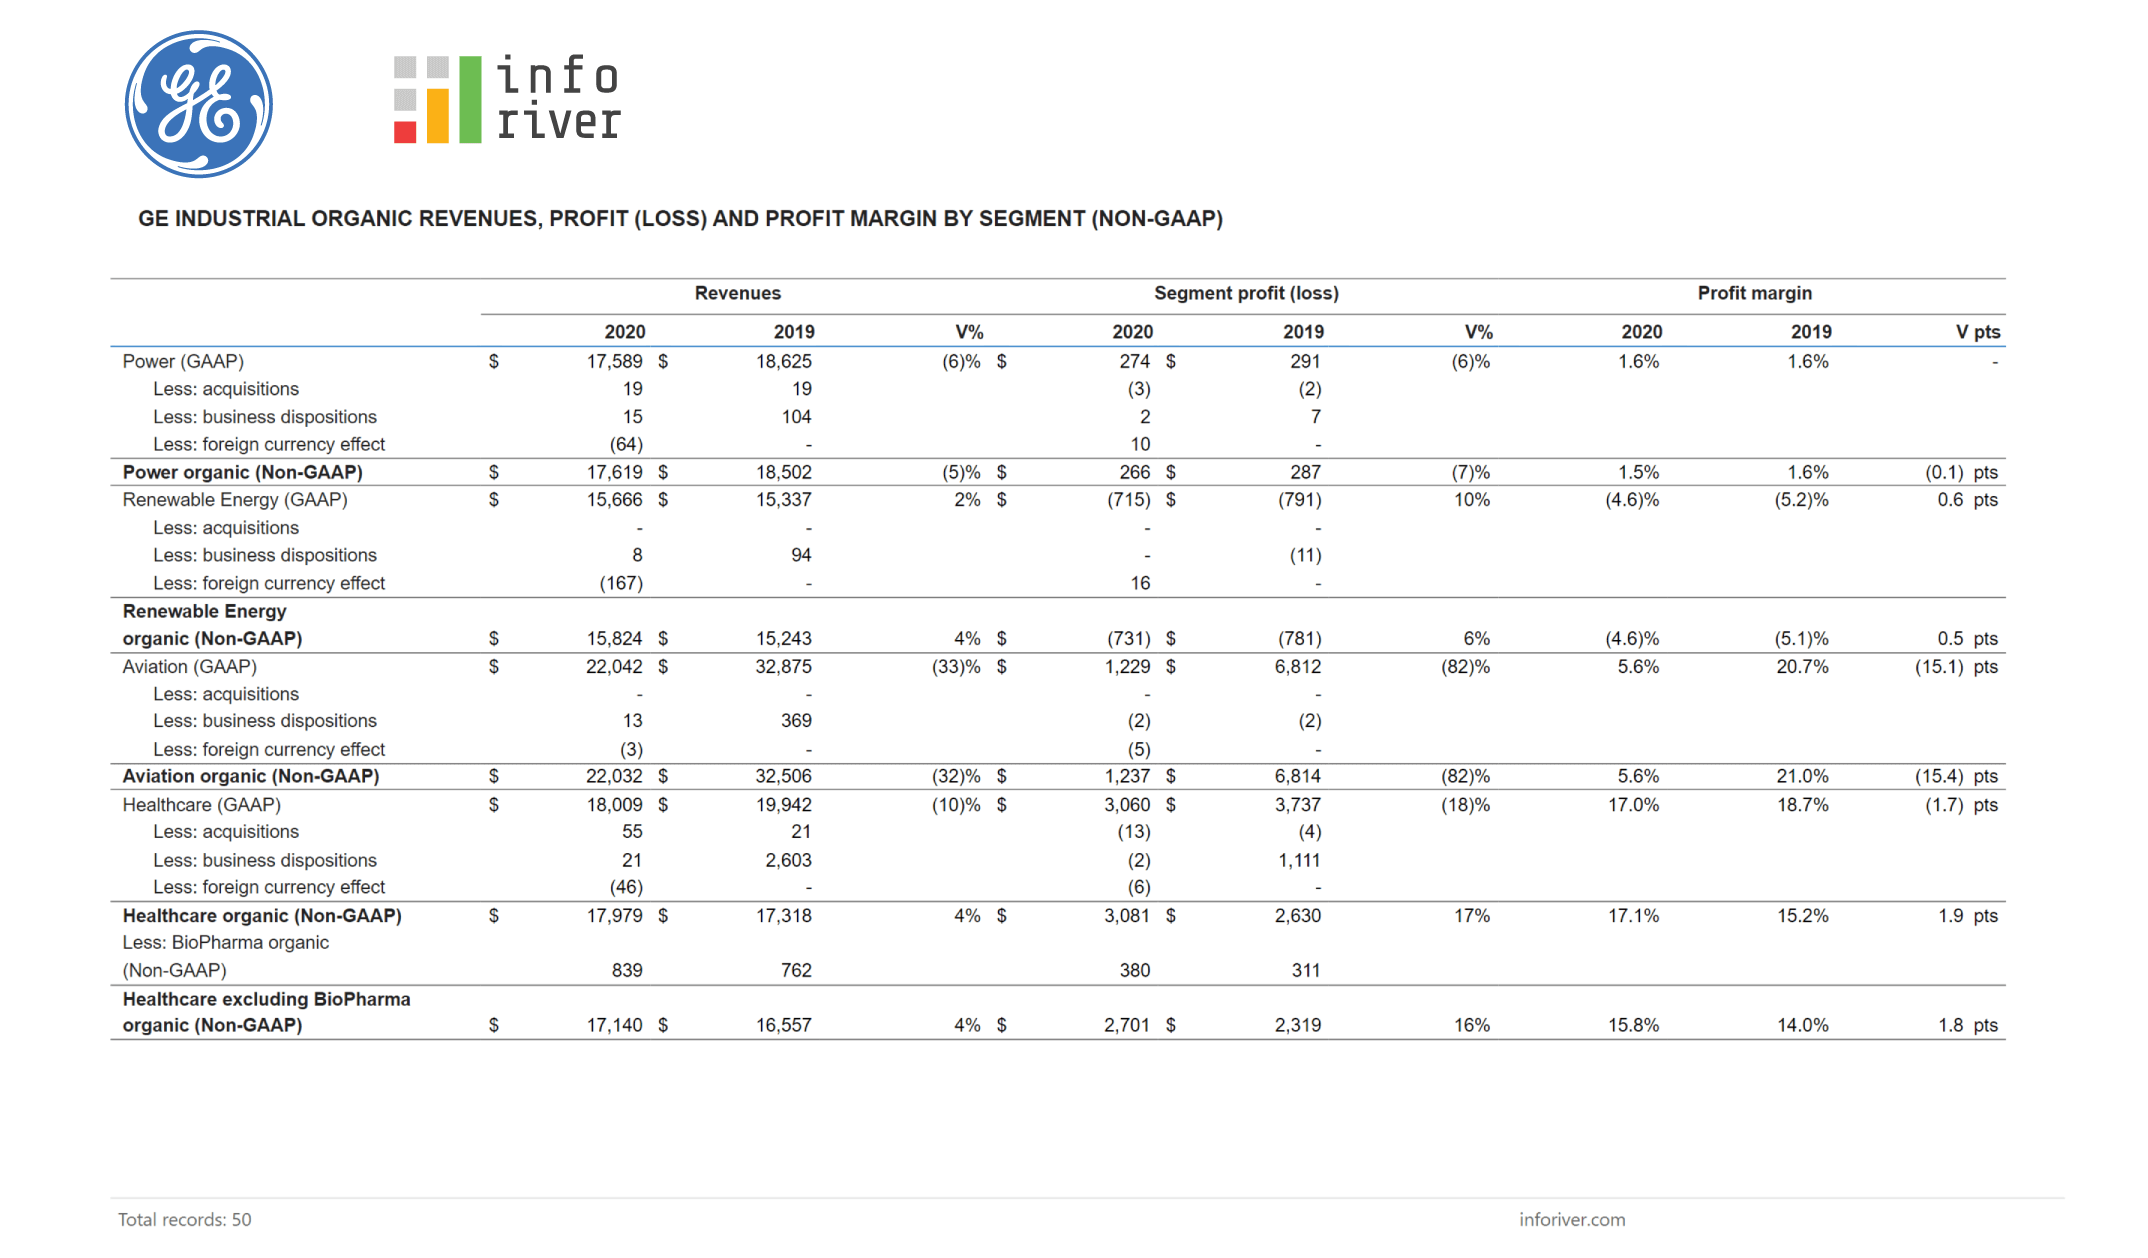 GE
info
river
GE INDUSTRIAL ORGANIC REVENUES, PROFIT (LOSS) AND PROFIT MARGIN BY SEGMENT (NON-GAAP)
Revenues Segment profit (loss) Profit margin
2020 2019 V% 2020 2019 V% 2020 2019 V pts
Power (GAAP) $ 17,589 $ 18,625 (6)% $ 274 $ 291 (6)% 1.6% 1.6% -
Less: acquisitions 19 19 (3) (2)
Less: business dispositions 15 104 2 7
Less: foreign currency effect (64) - 10 -
Power organic (Non-GAAP) $ 17,619 $ 18,502 (5)% $ 266 $ 287 (7)% 1.5% 1.6% (0.1) pts
Renewable Energy (GAAP) $ 15,666 $ 15,337 2% $ (715) $ (791) 10% (4.6)% (5.2)% 0.6 pts
Less: acquisitions - - - -
Less: business dispositions 8 94 - (11)
Less: foreign currency effect (167) - 16 -
Renewable Energy
organic (Non-GAAP) $ 15,824 $ 15,243 4% $ (731) $ (781) 6% (4.6)% (5.1)% 0.5 pts
Aviation (GAAP) $ 22,042 $ 32,875 (33)% $ 1,229 $ 6,812 (82)% 5.6% 20.7% (15.1) pts
Less: acquisitions - - - -
Less: business dispositions 13 369 (2) (2)
Less: foreign currency effect (3) - (5) -
Aviation organic (Non-GAAP) $ 22,032 $ 32,506 (32)% $ 1,237 $ 6,814 (82)% 5.6% 21.0% (15.4) pts
Healthcare (GAAP) $ 18,009 $ 19,942 (10)% $ 3,060 $ 3,737 (18)% 17.0% 18.7% (1.7) pts
Less: acquisitions 55 21 (13) (4)
Less: business dispositions 21 2,603 (2) 1,111
Less: foreign currency effect (46) - (6) -
Healthcare organic (Non-GAAP) $ 17,979 $ 17,318 4% $ 3,081 $ 2,630 17% 17.1% 15.2% 1.9 pts
Less: BioPharma organic
(Non-GAAP) 839 762 380 311
Healthcare excluding BioPharma
organic (Non-GAAP) $ 17,140 $ 16,557 4% $ 2,701 $ 2,319 16% 15.8% 14.0% 1.8 pts
Total records: 50 inforiver.com